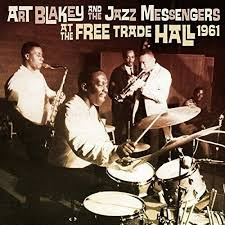 ART BLAKEY AND THE JAZZ MESSENGERS
AT THE FREE TRADE
HALL 1961